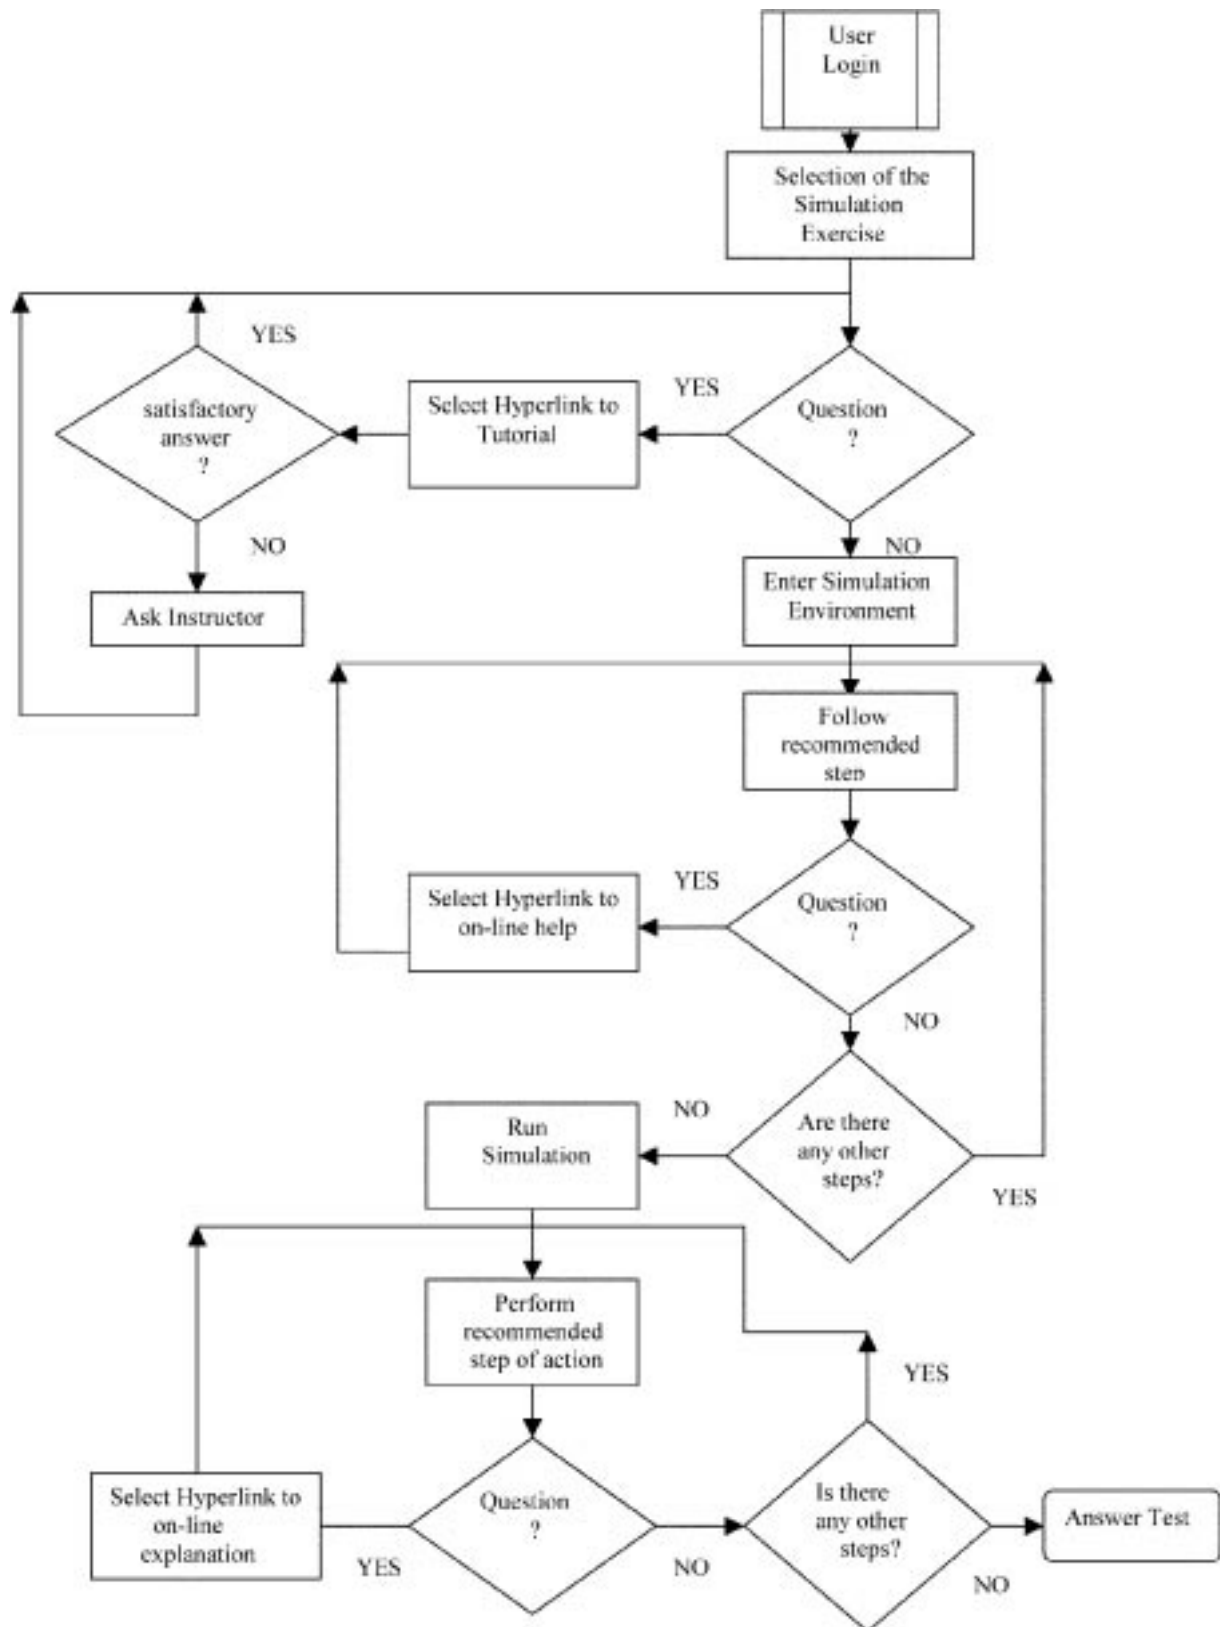 User
Login
Selection of the
Simulation
Exercise
YES
satisfactory
answer
?
Select Hyperlink to
Tutorial
YES
Question
?
NO
NO
Ask Instructor
Enter Simulation
Environment
Follow
recommended
step
Select Hyperlink to
on-line help
YES
Question
?
NO
Run
Simulation
NO
Are there
any other
steps?
YES
Perform
recommended
step of action
YES
Select Hyperlink to
on-line
explanation
YES
Question
?
NO
Is there
any other
steps?
NO
Answer Test